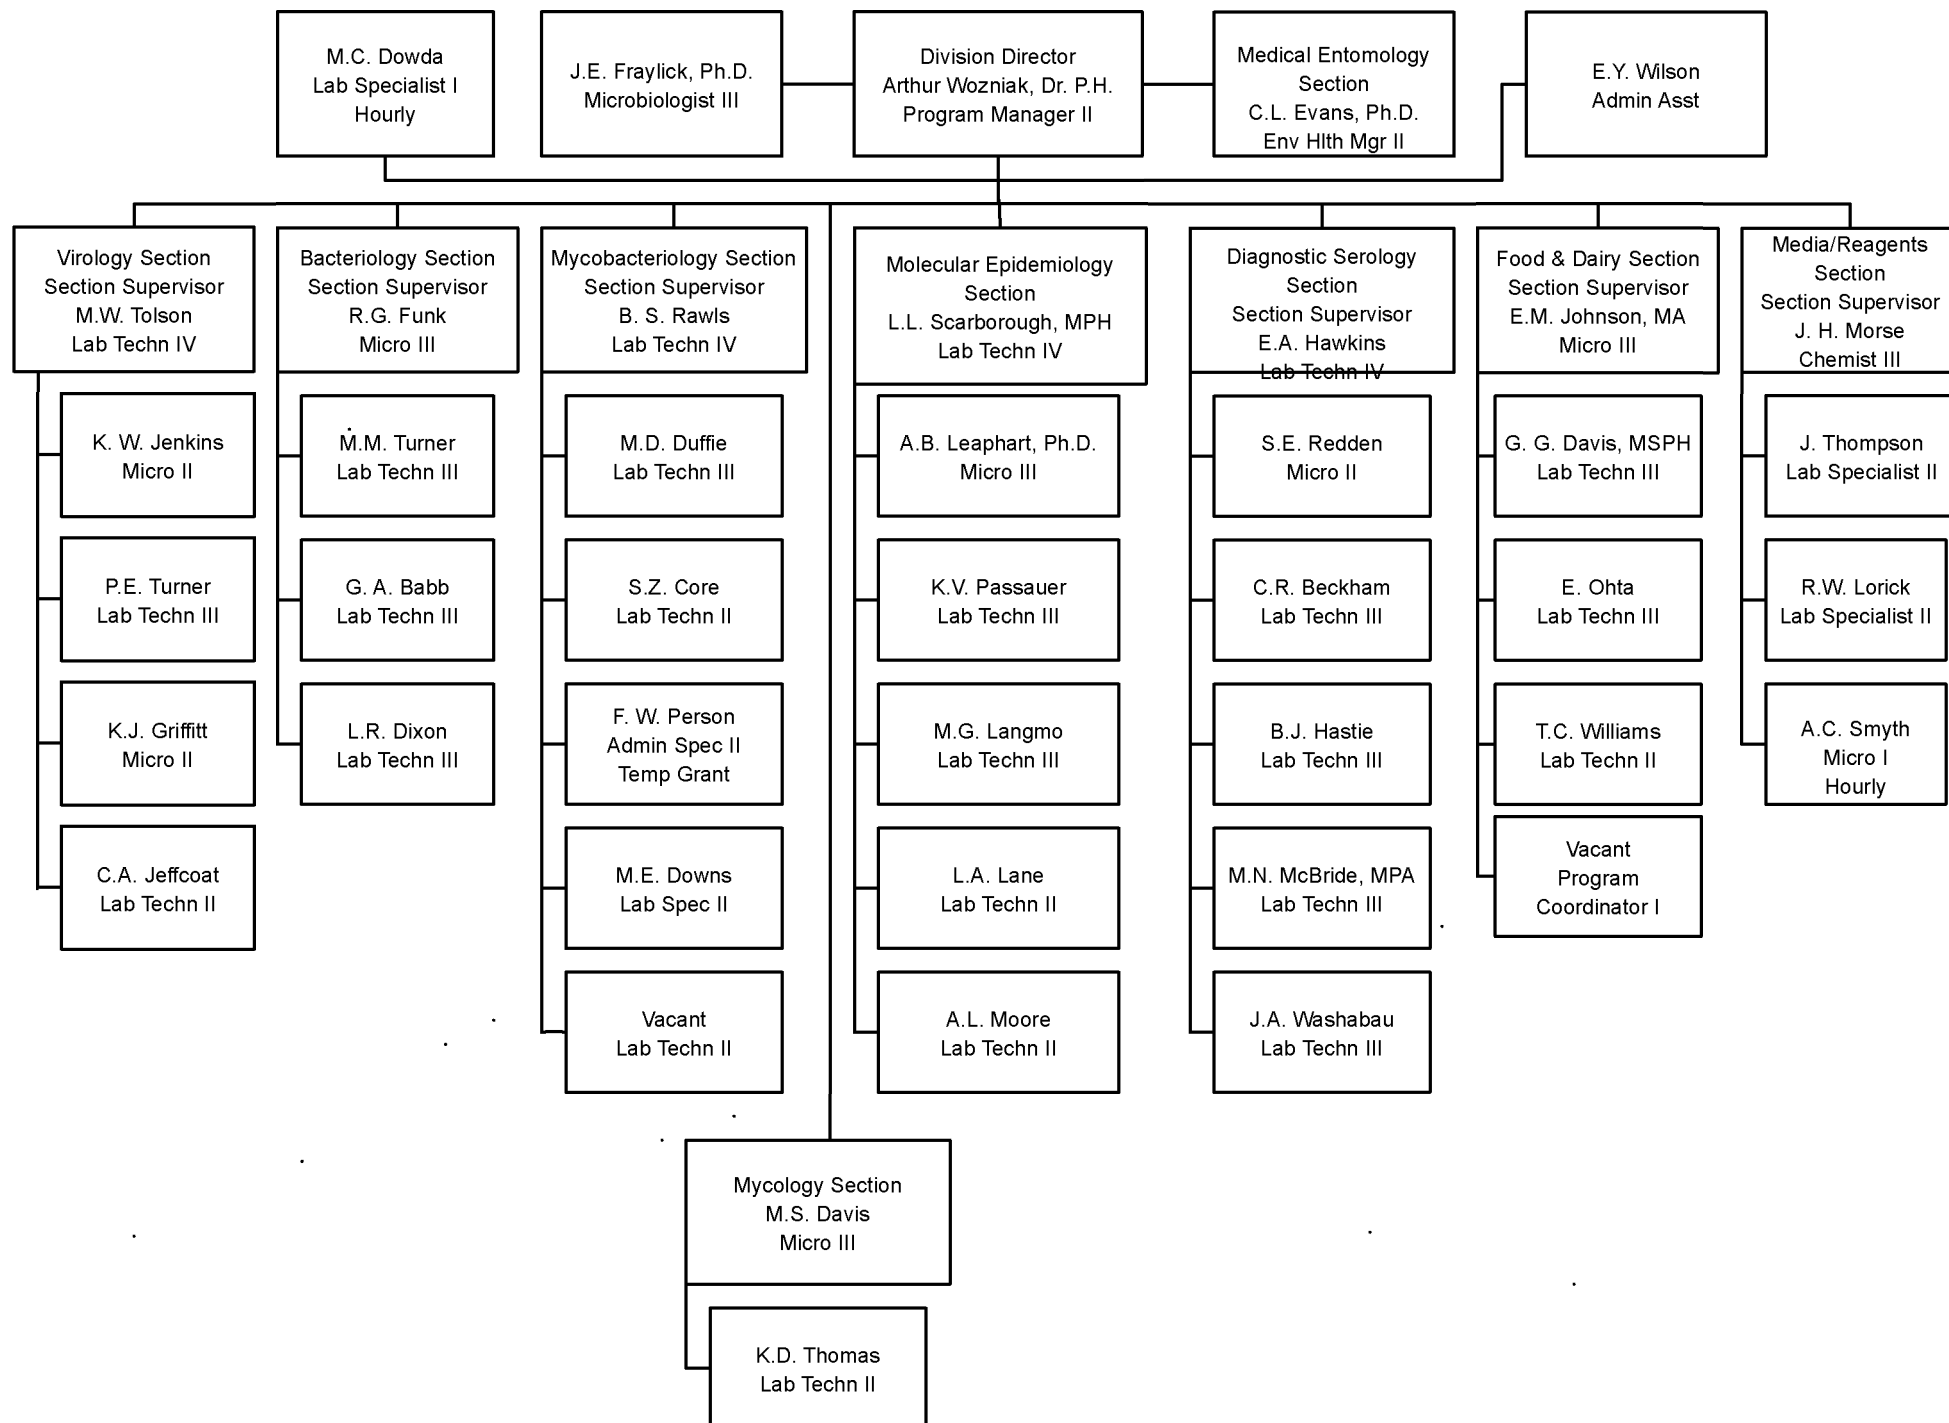 M.C. Dowda
Lab Specialist I
Hourly
J.E. Fraylick, Ph.D.
Microbiologist III
Division Director
Arthur Wozniak, Dr. P.H.
Program Manager II
Medical Entomology
Section
C.L. Evans, Ph.D.
Env Hlth Mgr II
E.Y. Wilson
Admin Asst
Virology Section
Section Supervisor
M.W. Tolson
Lab Techn IV
Bacteriology Section
Section Supervisor
R.G. Funk
Micro III
Mycobacteriology Section
Section Supervisor
B. S. Rawls
Lab Techn IV
Molecular Epidemiology
Section
L.L. Scarborough, MPH
Lab Techn IV
Diagnostic Serology
Section
Section Supervisor
E.A. Hawkins
Lab Techn IV
Food & Dairy Section
Section Supervisor
E.M. Johnson, MA
Micro III
Media/Reagents
Section
Section Supervisor
J. H. Morse
Chemist III
K. W. Jenkins
Micro II
M.M. Turner
Lab Techn III
M.D. Duffie
Lab Techn III
A.B. Leaphart, Ph.D.
Micro III
S.E. Redden
Micro II
G. G. Davis, MSPH
Lab Techn III
J. Thompson
Lab Specialist II
P.E. Turner
Lab Techn III
G. A. Babb
Lab Techn III
S.Z. Core
Lab Techn II
K.V. Passauer
Lab Techn III
C.R. Beckham
Lab Techn III
E. Ohta
Lab Techn III
R.W. Lorick
Lab Specialist II
K.J. Griffitt
Micro II
L.R. Dixon
Lab Techn III
F. W. Person
Admin Spec II
Temp Grant
M.G. Langmo
Lab Techn III
B.J. Hastie
Lab Techn III
T.C. Williams
Lab Techn II
A.C. Smyth
Micro I
Hourly
C.A. Jeffcoat
Lab Techn II
M.E. Downs
Lab Spec II
L.A. Lane
Lab Techn II
M.N. McBride, MPA
Lab Techn III
Vacant
Program
Coordinator I
Vacant
Lab Techn II
A.L. Moore
Lab Techn II
J.A. Washabau
Lab Techn III
Mycology Section
M.S. Davis
Micro III
K.D. Thomas
Lab Techn II